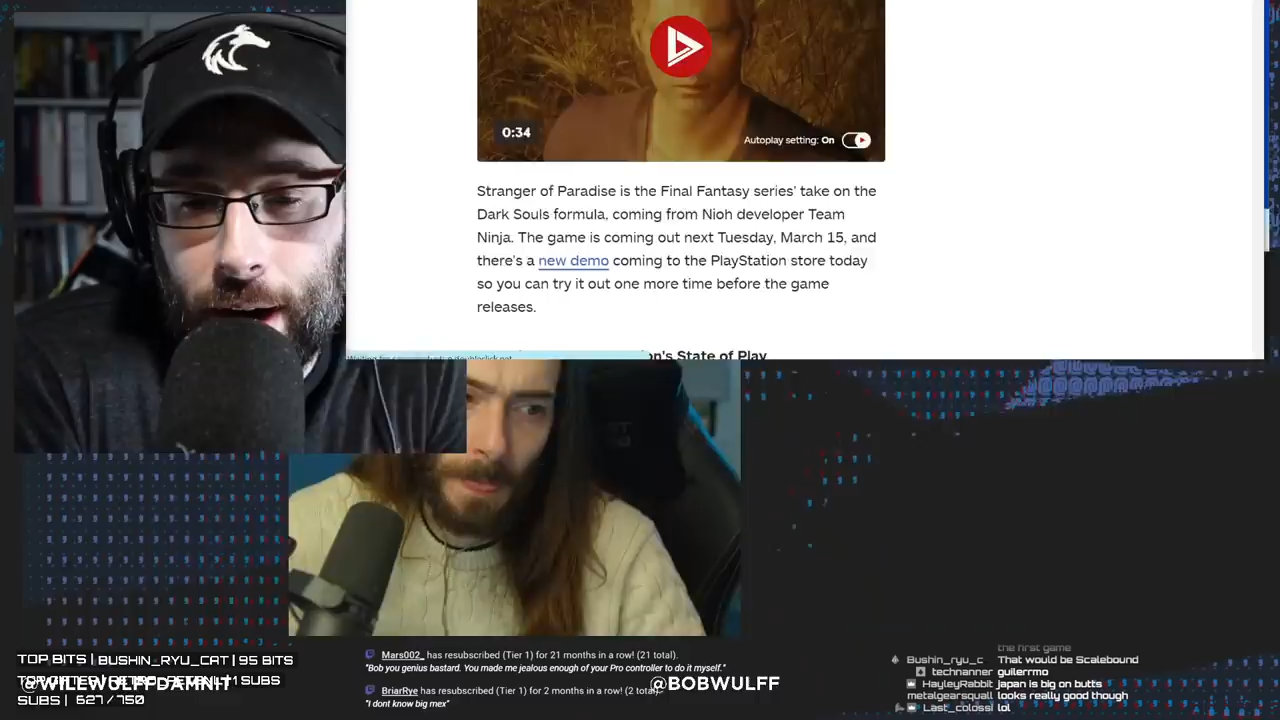 0:34
Autoplay setting: On
Stranger of Paradise is the Final Fantasy series' take on the
Dark Souls formula, coming from Nioh developer Team
Ninja. The game is coming out next Tuesday, March 15, and
there's a new demo coming to the PlayStation store today
so you can try it out one more time before the game
releases.
on's State of Play
Mars002_ has resubscribed (Tier 1) for 21 months in a row! (21 total).
"Bob you genius bastard. You made me jealous enough of your Pro controller to do it myself."
BriarRye has resubscribed (Tier 1) for 2 months in a row! (2 total).
"I dont know big mex"
TOP BITS | BUSHIN_RYU_CAT | 95 BITS
@WILLEWOLFFDAMNIT
1 SUBS
SUBS | 627/750
@BOBWULFF
the first game
Bushin_ryu_c That would be Scalebound
technanner guilerrmo
HayleyRabbit japan is big on butts
metalgearsquall looks really good though
Last_colossi lol